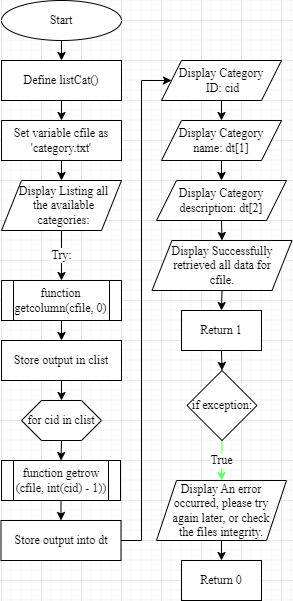 Start
Define listCat()
Set variable cfile as
'category.txt'
Display Listing all
the available
categories:
Try:
function
getcolumn(cfile, 0)
Store output in clist
for cid in clist
function getrow
(cfile, int(cid) - 1))
Store output into dt
Display Category
ID: cid
Display Category
name: dt[1]
Display Category
description: dt[2]
Display Successfully
retrieved all data for
cfile.
Return 1
if exception:
True
Display An error
occurred, please try
again later, or check
the files integrity.
Return 0